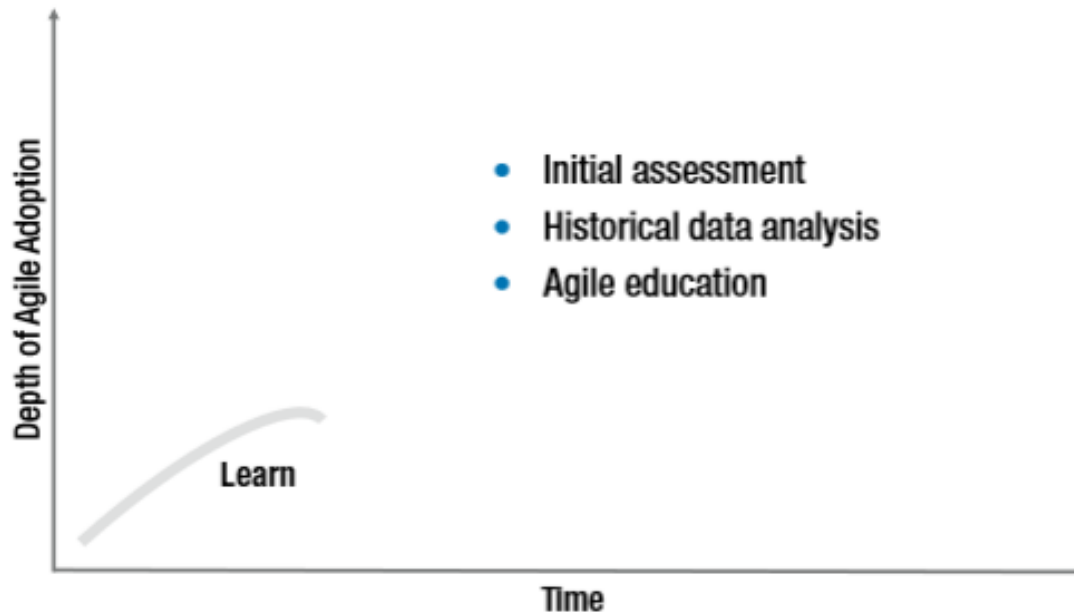 Depth of Agile Adoption
• Initial assessment
• Historical data analysis
• Agile education
Learn
Time